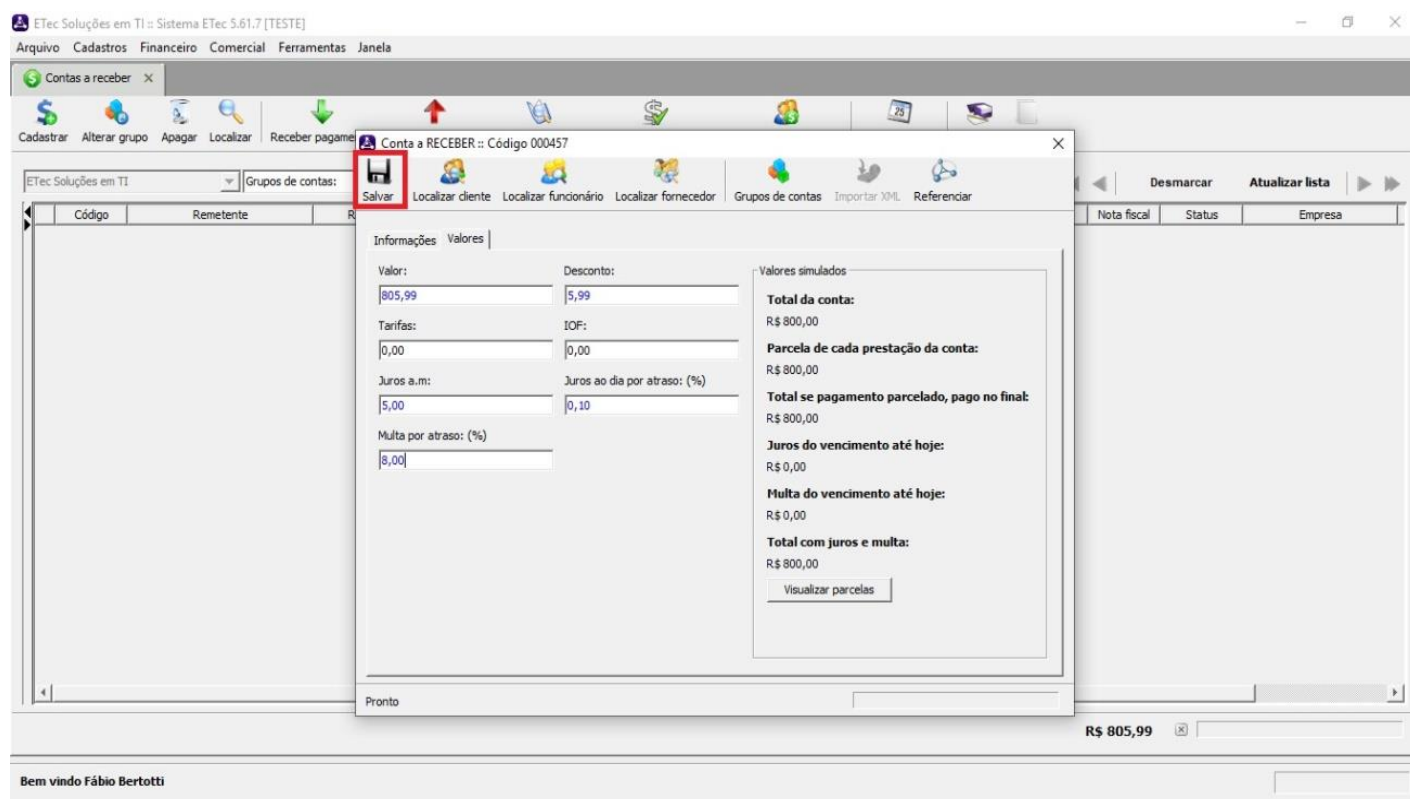 ETec Soluções em TI :: Sistema ETec 5.61.7 [TESTE]
Arquivo Cadastros Financeiro Comercial Ferramentas Janela
Contas a receber
Cadastrar Alterar grupo Apagar Localizar Receber pagame
25
ETec Soluções em TI Grupos de contas:
Desmarcar Atualizar lista
Código Remetente R Nota fiscal Status Empresa
Conta a RECEBER :: Código 000457
Salvar Localizar cliente Localizar funcionário Localizar fornecedor Grupos de contas Importar XML Referenciar
Informações Valores
Valor: Desconto:
805,99 5,99
Tarifas: IOF:
0,00 0,00
Juros a.m: Juros ao dia por atraso: (%)
5,00 0,10
Multa por atraso: (%)
8,00
Valores simulados
Total da conta:
R$ 800,00
Parcela de cada prestação da conta:
R$ 800,00
Total se pagamento parcelado, pago no final:
R$ 800,00
Juros do vencimento até hoje:
R$ 0,00
Multa do vencimento até hoje:
R$ 0,00
Total com juros e multa:
R$ 800,00
Visualizar parcelas
Pronto
R$ 805,99
Bem vindo Fábio Bertotti